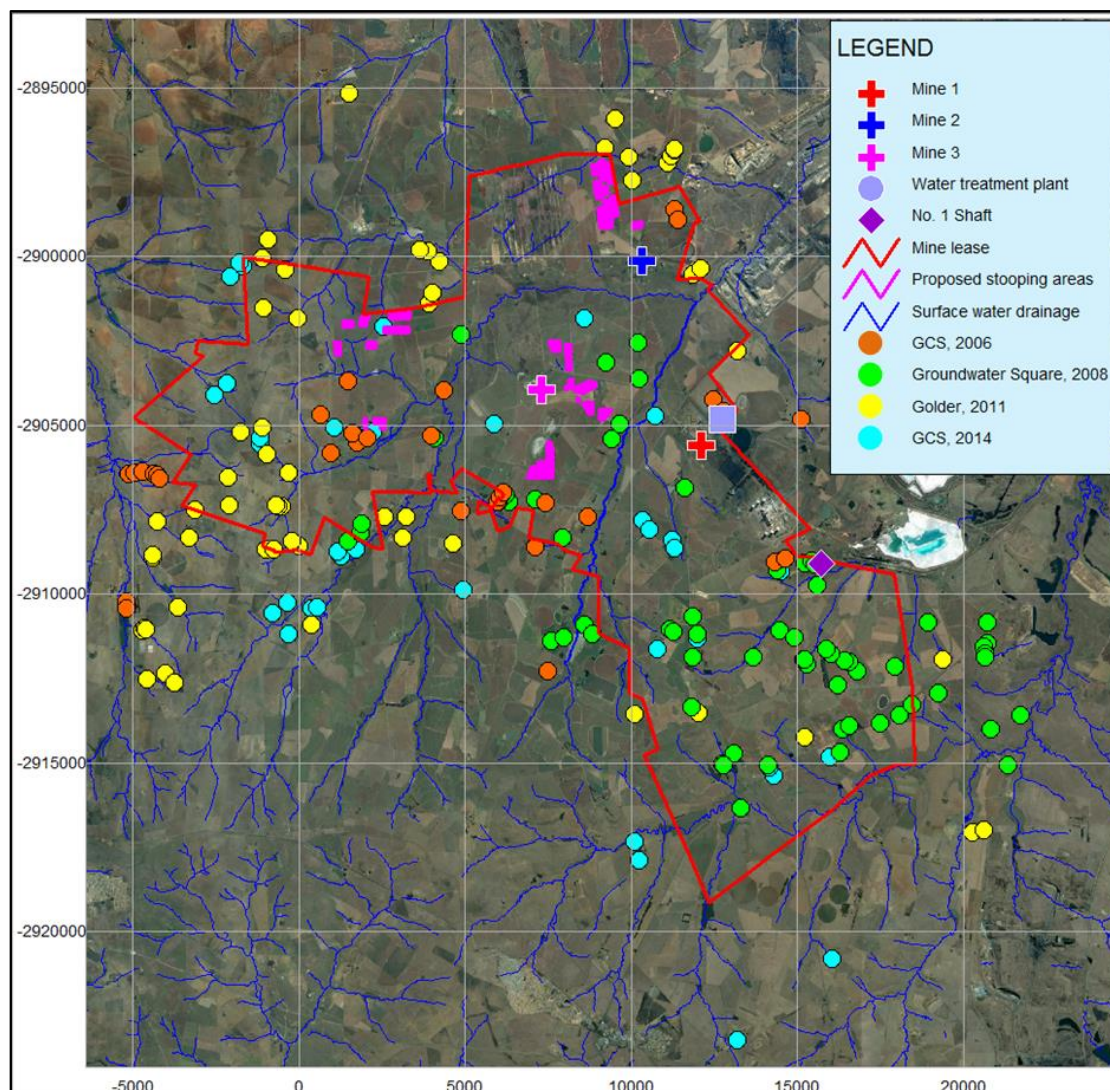 LEGEND
Mine 1
Mine 2
Mine 3
Water treatment plant
No. 1 Shaft
Mine lease
Proposed stooping areas
Surface water drainage
GCS, 2006
Groundwater Square, 2008
Golder, 2011
GCS, 2014
-2895000
-2900000
-2905000
-2910000
-2915000
-2920000
-5000 0 5000 10000 15000 20000